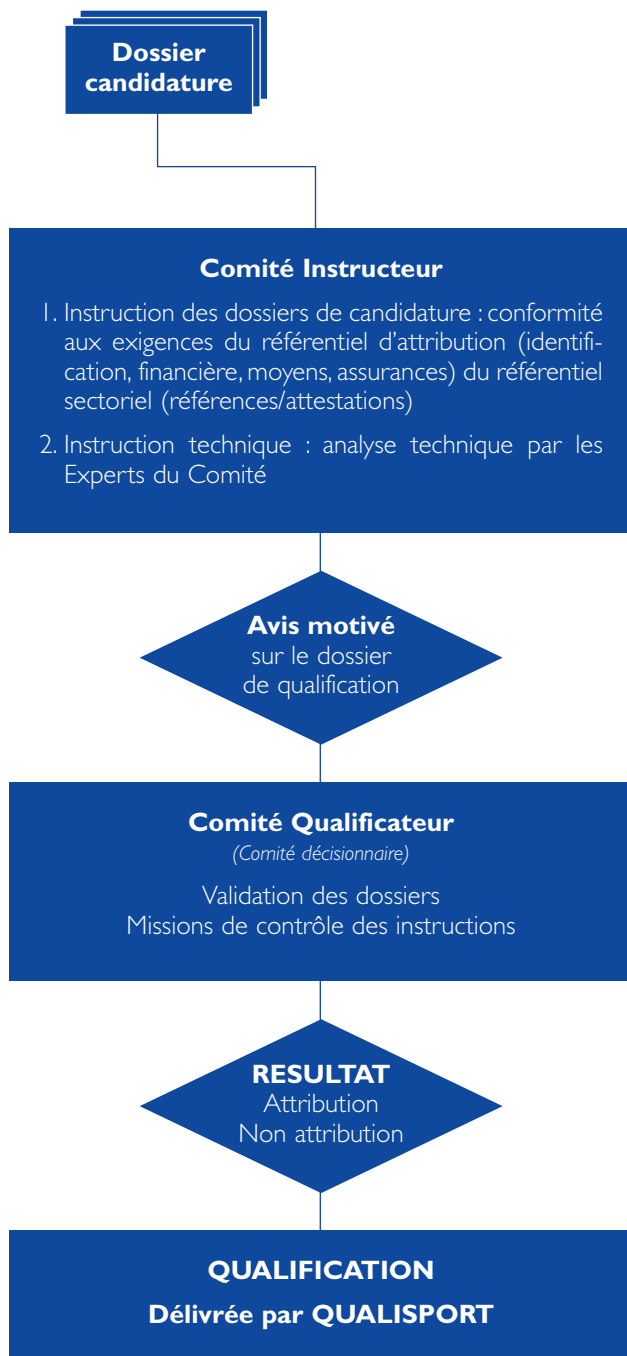 Dossier
candidature
Comité Instructeur
1. Instruction des dossiers de candidature : conformité
aux exigences du référentiel d'attribution (identifi-
cation, financière, moyens, assurances) du référentiel
sectoriel (références/attestations)
2. Instruction technique : analyse technique par les
Experts du Comité
Avis motivé
sur le dossier
de qualification
Comité Qualificateur
(Comité décisionnaire)
Validation des dossiers
Missions de contrôle des instructions
RESULTAT
Attribution
Non attribution
QUALIFICATION
Délivrée par QUALISPORT